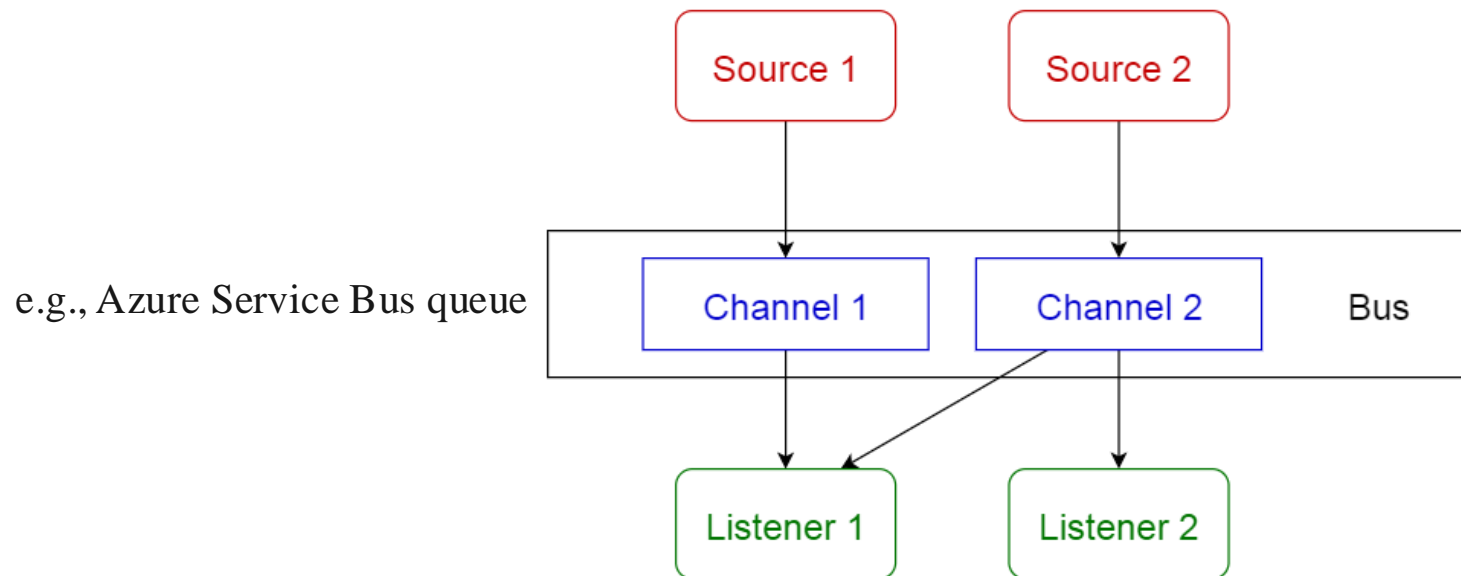 Source 1
Source 2
e.g., Azure Service Bus queue
Channel 1
Channel 2
Bus
Listener 1
Listener 2